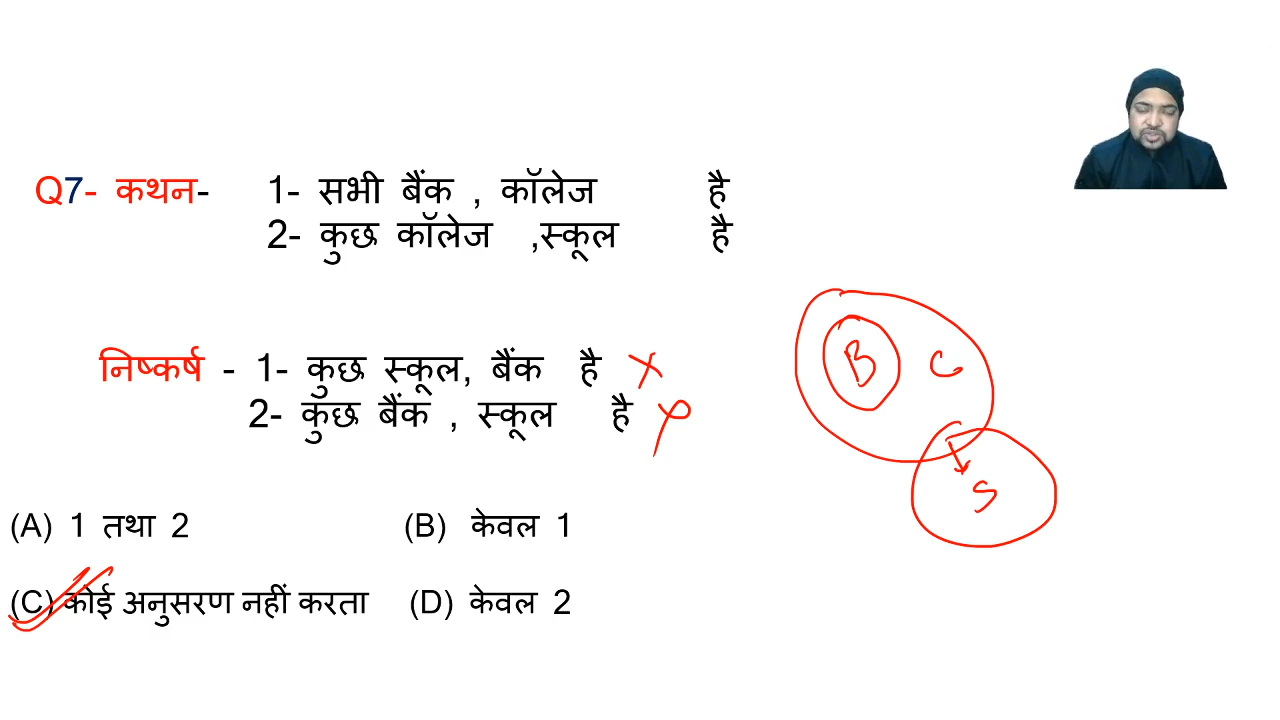 Q7- कथन- 1- सभी बैंक , कॉलेज है
2- कुछ कॉलेज ,स्कूल है
निष्कर्ष - 1- कुछ स्कूल, बैंक है
2- कुछ बैंक , स्कूल है
B C
S
(A) 1 तथा 2 (B) केवल 1
(C) कोई अनुसरण नहीं करता (D) केवल 2